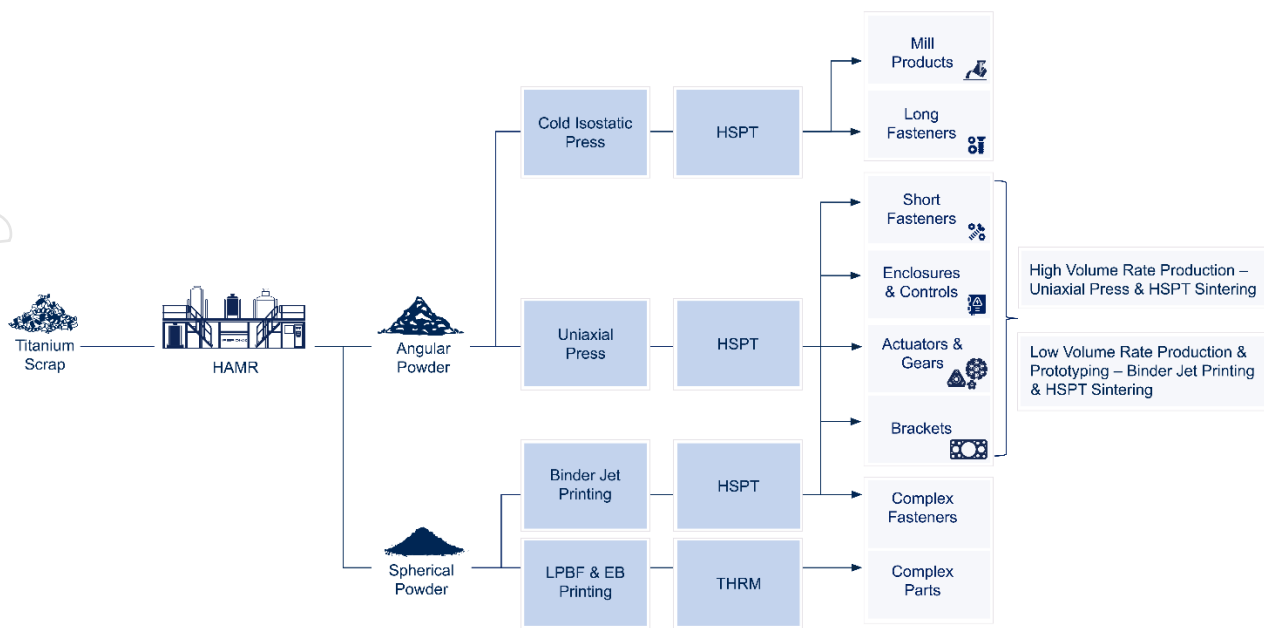 Titanium
Scrap
HAMR
Angular
Powder
Spherical
Powder
Cold Isostatic
Press
HSPT
Uniaxial
Press
HSPT
Binder Jet
Printing
HSPT
LPBF & EB
Printing
THRM
Mill
Products
Long
Fasteners
Short
Fasteners
Enclosures
& Controls
Actuators &
Gears
Brackets
Complex
Fasteners
Complex
Parts
High Volume Rate Production –
Uniaxial Press & HSPT Sintering
Low Volume Rate Production &
Prototyping – Binder Jet Printing
& HSPT Sintering